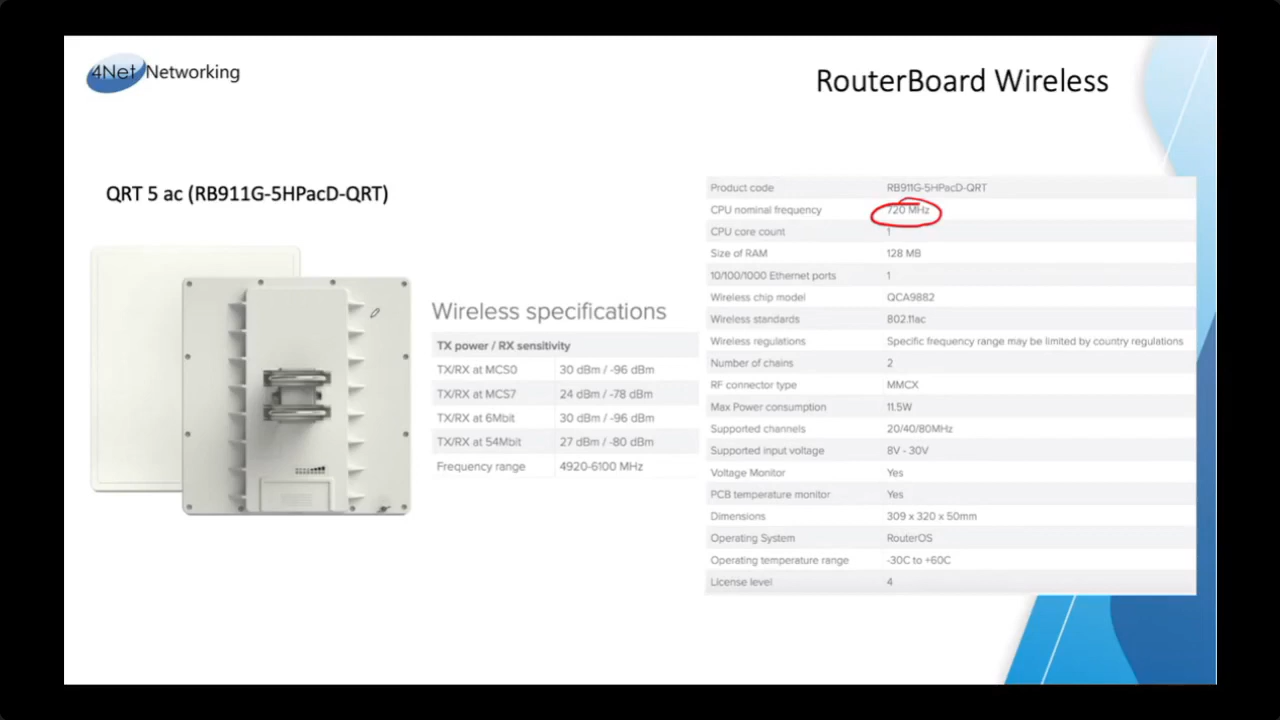 4Net Networking
RouterBoard Wireless
QRT 5 ac (RB911G-5HPacD-QRT)
Wireless specifications
TX power / RX sensitivity
TX/RX at MCS0 30 dBm / -96 dBm
TX/RX at MCS7 24 dBm / -78 dBm
TX/RX at 6Mbit 30 dBm / -96 dBm
TX/RX at 54Mbit 27 dBm / -80 dBm
Frequency range 4920-6100 MHz
Product code RB911G-5HPacD-QRT
CPU nominal frequency 720 MHz
CPU core count 1
Size of RAM 128 MB
10/100/1000 Ethernet ports 1
Wireless chip model QCA9882
Wireless standards 802.11ac
Wireless regulations Specific frequency range may be limited by country regulations
Number of chains 2
RF connector type MMCX
Max Power consumption 11.5W
Supported channels 20/40/80MHz
Supported input voltage 8V - 30V
Voltage Monitor Yes
PCB temperature monitor Yes
Dimensions 309 x 320 x 50mm
Operating System RouterOS
Operating temperature range -30C to +60C
License level 4